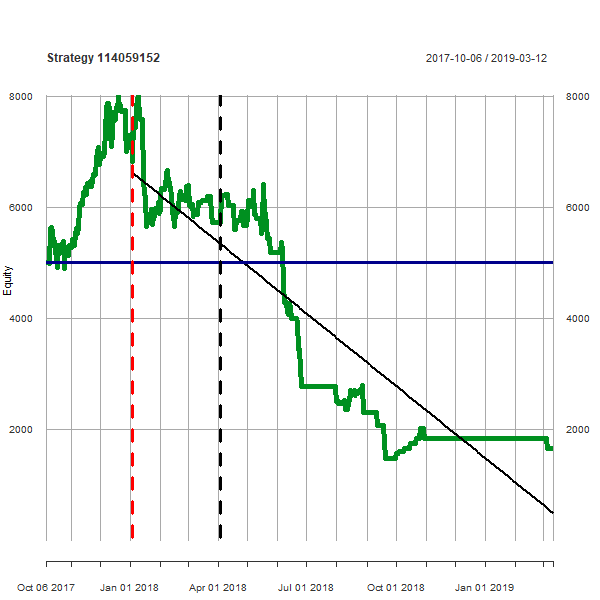 Strategy 114059152
2017-10-06 / 2019-03-12
8000
8000
6000
6000
Equity
4000
4000
2000
2000
Oct 06 2017
Jan 01 2018
Apr 01 2018
Jul 01 2018
Oct 01 2018
Jan 01 2019